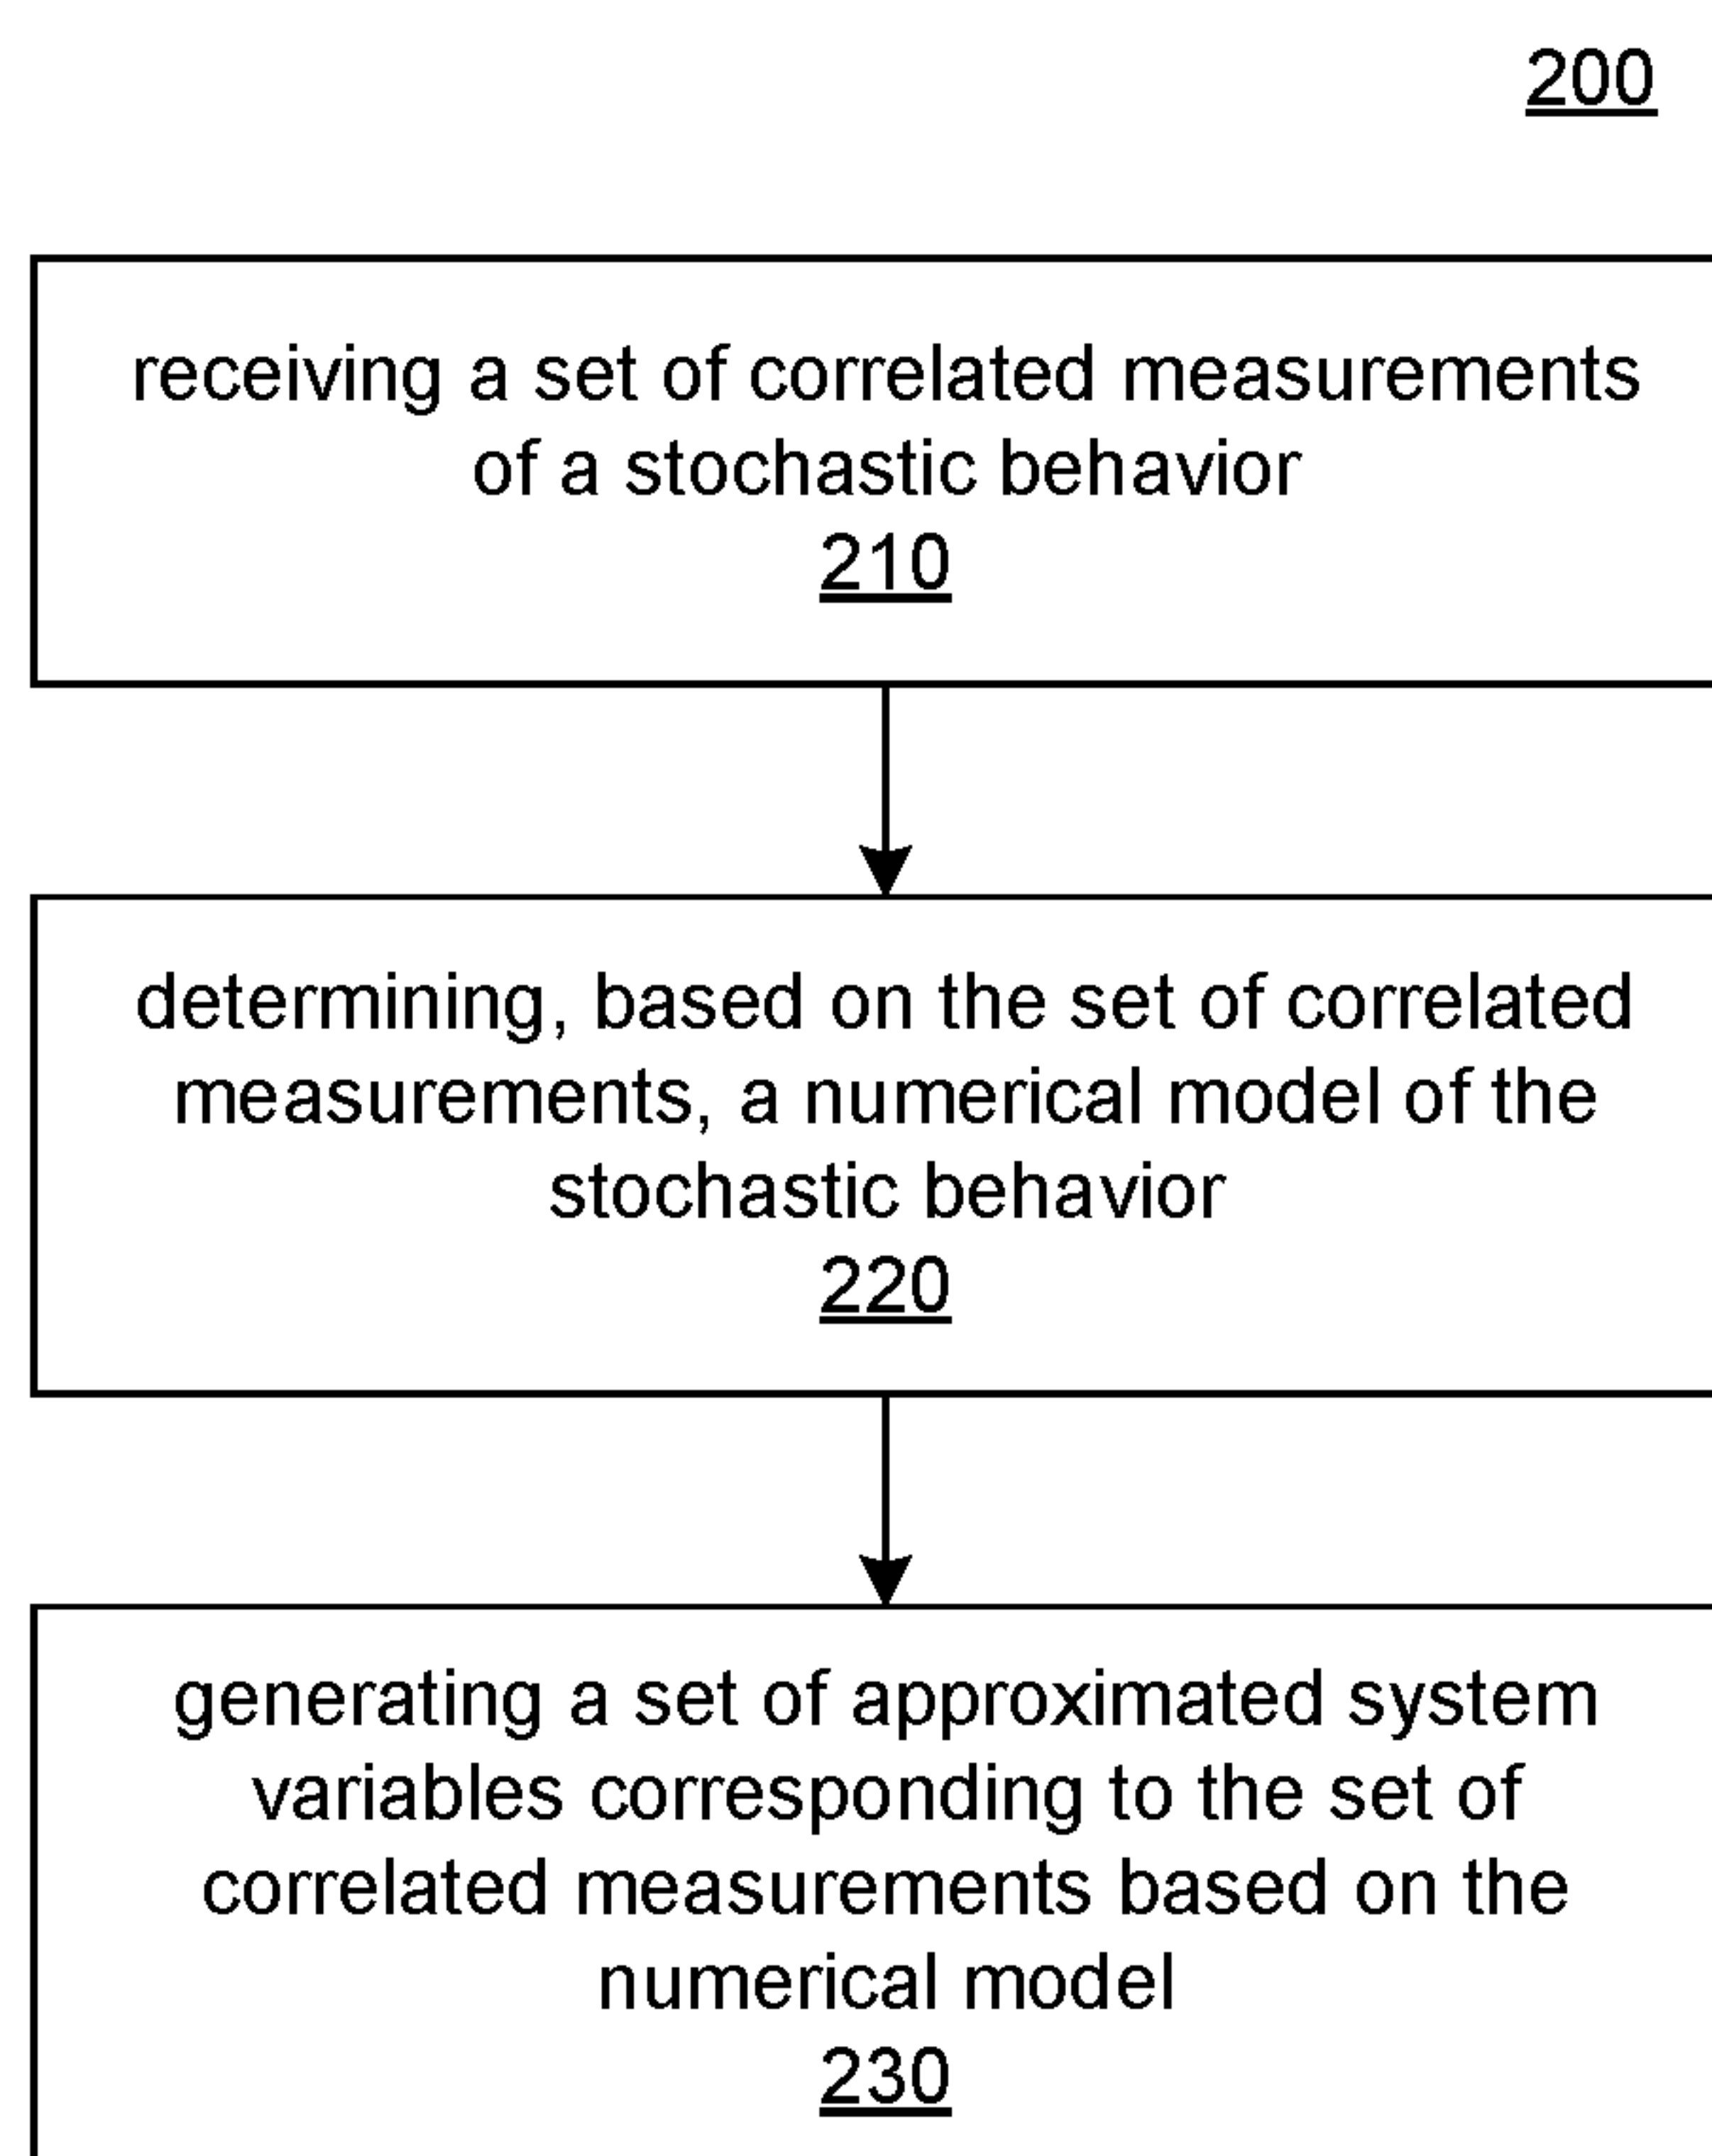 200
receiving a set of correlated measurements
of a stochastic behavior
210
determining, based on the set of correlated
measurements, a numerical model of the
stochastic behavior
220
generating a set of approximated system
variables corresponding to the set of
correlated measurements based on the
numerical model
230